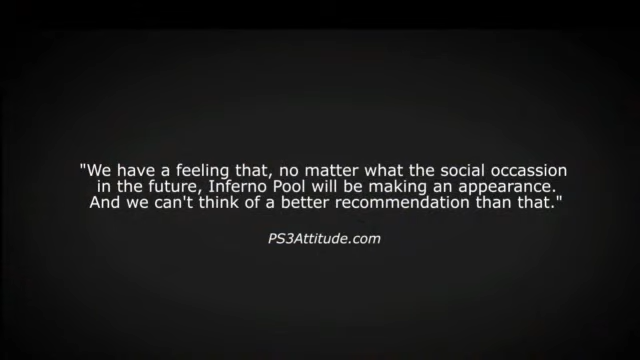 "We have a feeling that, no matter what the social occassion
in the future, Inferno Pool will be making an appearance.
And we can't think of a better recommendation than that."
PS3Attitude.com